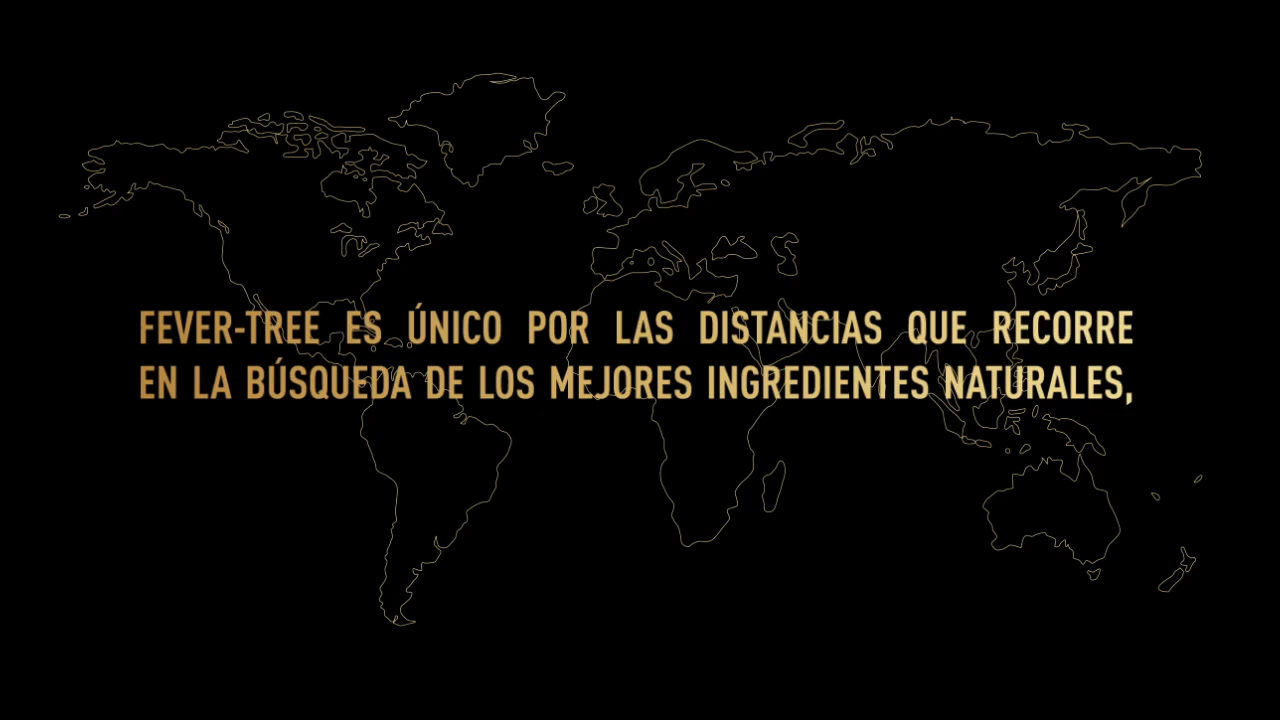 FEVER-TREE ES ÚNICO POR LAS DISTANCIAS QUE RECORRE
EN LA BÚSQUEDA DE LOS MEJORES INGREDIENTES NATURALES,